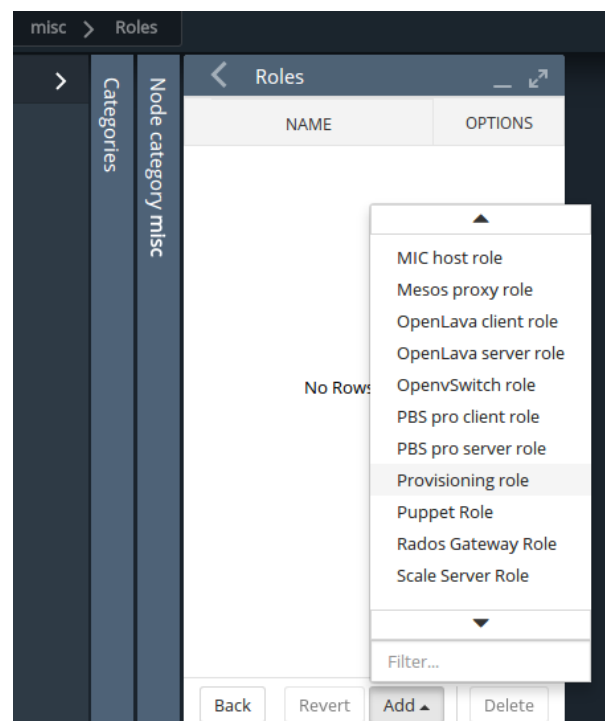 misc > Roles
Categories
Node category misc
Roles
NAME OPTIONS
No Rows
MIC host role
Mesos proxy role
OpenLava client role
OpenLava server role
OpenvSwitch role
PBS pro client role
PBS pro server role
Provisioning role
Puppet Role
Rados Gateway Role
Scale Server Role
Filter...
Back Revert Add Delete